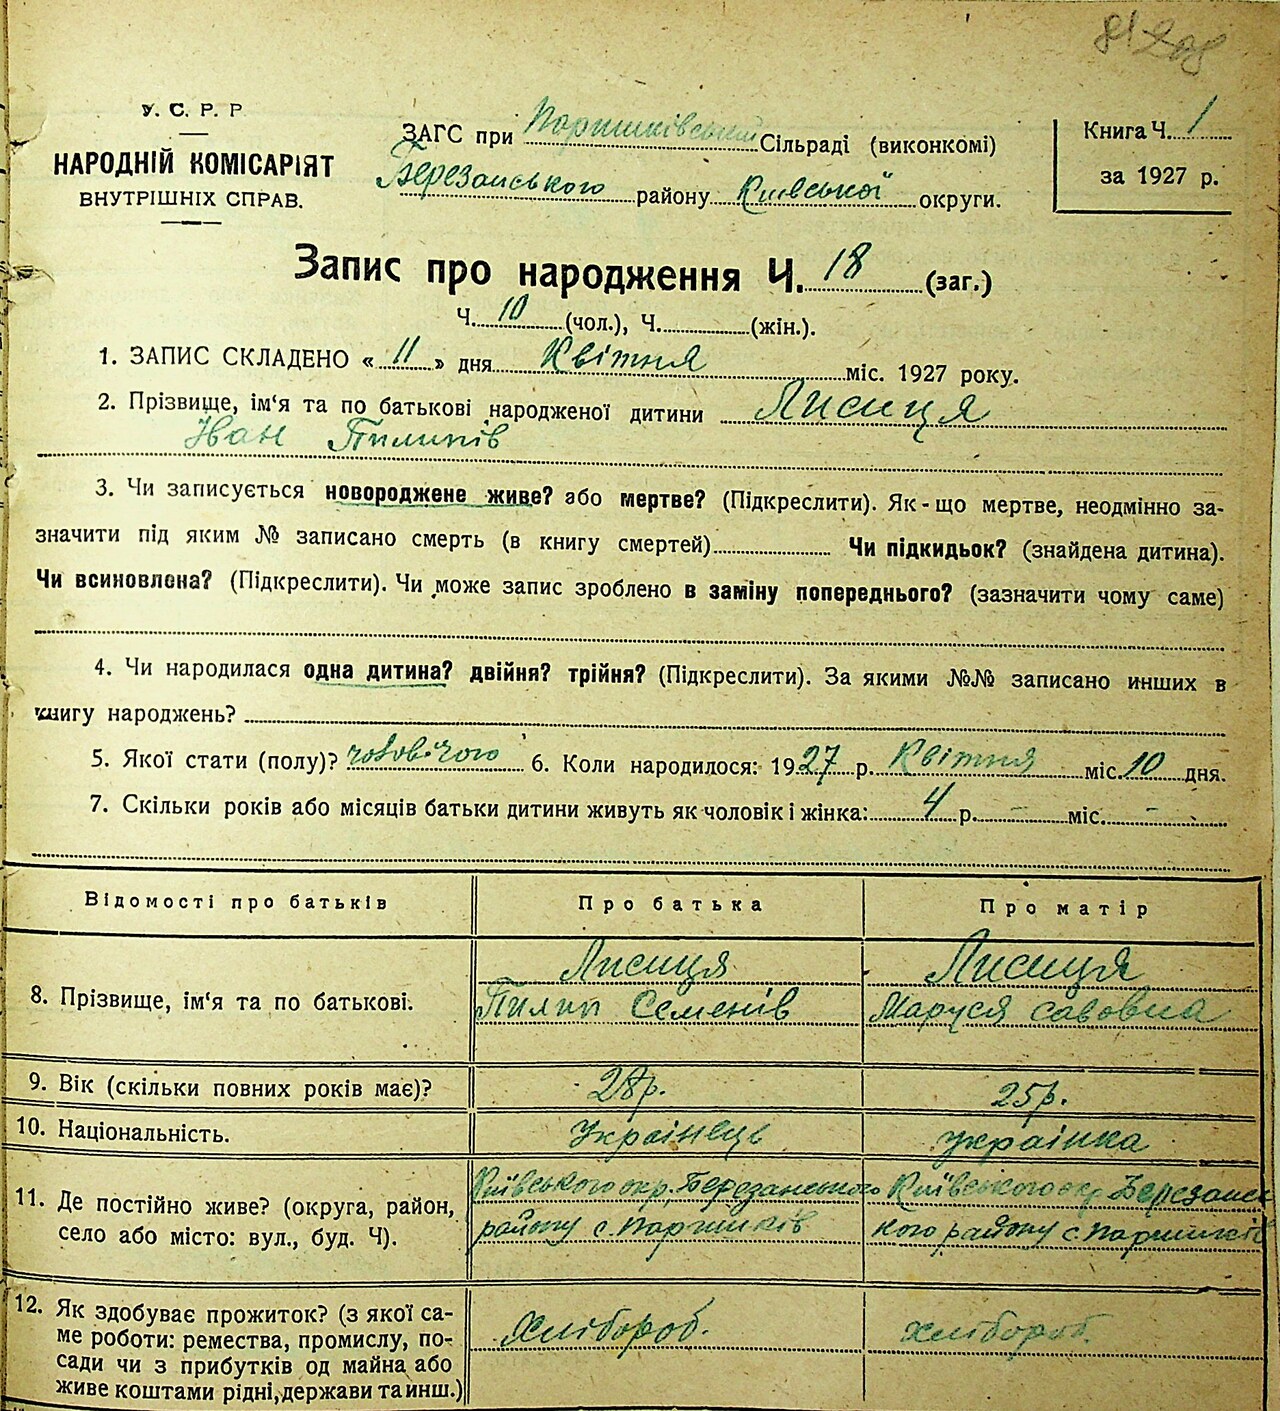 У. С. Р. Р.
НАРОДНІЙ КОМІСАРІЯТ
ВНУТРІШНІХ СПРАВ.
ЗАГС при Паришківський Сільраді (виконкомі)
Березанського району Київської округи.
Книга Ч. 1
за 1927 р.
Запис про народження Ч. 18 (заг.)
Ч. 10 (чол.), Ч. (жін.).
1. ЗАПИС СКЛАДЕНО « 11 » дня Квітня міс. 1927 року.
2. Прізвище, ім‘я та по батькові народженої дитини Лисиця
Іван Пилипів
3. Чи записується новороджене живе? або мертве? (Підкреслити). Як-що мертве, неодмінно за-
значити під яким № записано смерть (в книгу смертей) Чи підкидьок? (знайдена дитина).
Чи всиновлена? (Підкреслити). Чи може запис зроблено в заміну попереднього? (зазначити чому саме)
4. Чи народилася одна дитина? двійня? трійня? (Підкреслити). За якими №№ записано инших в
книгу народжень?
5. Якої стати (полу)? чоловічого 6. Коли народилося: 1927 р. Квітня міс. 10 дня.
7. Скільки років або місяців батьки дитини живуть як чоловік і жінка: 4 р. - міс. -
Відомості про батьків Про батька Про матір
8. Прізвище, ім‘я та по батькові. Лисиця Пилип Семенів Лисиця Маруся Савовна
9. Вік (скільки повних років має)? 28р. 25р.
10. Національність. Украінець украінка
11. Де постійно живе? (округа, район, Київського окр. Березанського Київського окр. Березансь
село або місто: вул., буд. Ч). району с. Паришків кого району с. Паришків
12. Як здобуває прожиток? (з якої са- Хлібороб. хлібороб.
ме роботи: ремества, промислу, по-
сади чи з прибутків од майна або
живе коштами рідні, держави та инш.)